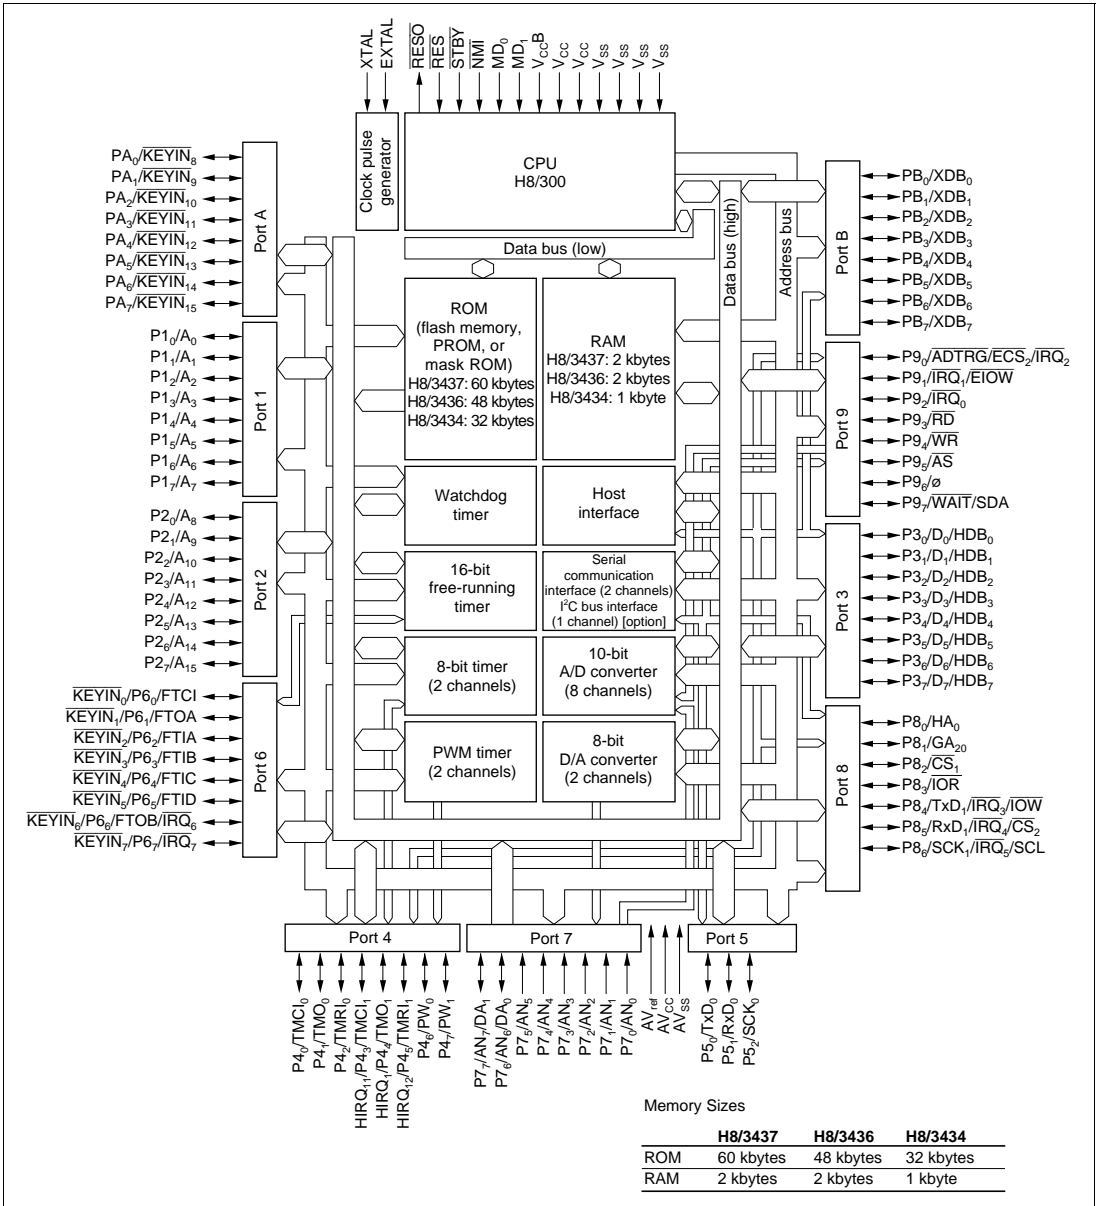 XTAL
EXTAL
RESO
RES
STBY
NMI
MD0
MD1
VCCB
VCC
VCC
VSS
VSS
VSS
VSS
Clock pulse
generator
CPU
H8/300
Data bus (low)
Data bus (high)
Address bus
PA0/KEYIN8
PA1/KEYIN9
PA2/KEYIN10
PA3/KEYIN11
PA4/KEYIN12
PA5/KEYIN13
PA6/KEYIN14
PA7/KEYIN15
Port A
P10/A0
P11/A1
P12/A2
P13/A3
P14/A4
P15/A5
P16/A6
P17/A7
Port 1
P20/A8
P21/A9
P22/A10
P23/A11
P24/A12
P25/A13
P26/A14
P27/A15
Port 2
KEYIN0/P60/FTCI
KEYIN1/P61/FTOA
KEYIN2/P62/FTIA
KEYIN3/P63/FTIB
KEYIN4/P64/FTIC
KEYIN5/P65/FTID
KEYIN6/P66/FTOB/IRQ6
KEYIN7/P67/IRQ7
Port 6
ROM
(flash memory,
PROM, or
mask ROM)
H8/3437: 60 kbytes
H8/3436: 48 kbytes
H8/3434: 32 kbytes
RAM
H8/3437: 2 kbytes
H8/3436: 2 kbytes
H8/3434: 1 kbyte
Watchdog
timer
Host
interface
16-bit
free-running
timer
Serial
communication
interface (2 channels)
I2C bus interface
(1 channel) [option]
8-bit timer
(2 channels)
10-bit
A/D converter
(8 channels)
PWM timer
(2 channels)
8-bit
D/A converter
(2 channels)
Port B
PB0/XDB0
PB1/XDB1
PB2/XDB2
PB3/XDB3
PB4/XDB4
PB5/XDB5
PB6/XDB6
PB7/XDB7
Port 9
P90/ADTRG/ECS2/IRQ2
P91/IRQ1/EIOW
P92/IRQ0
P93/RD
P94/WR
P95/AS
P96/ø
P97/WAIT/SDA
Port 3
P30/D0/HDB0
P31/D1/HDB1
P32/D2/HDB2
P33/D3/HDB3
P34/D4/HDB4
P35/D5/HDB5
P36/D6/HDB6
P37/D7/HDB7
Port 8
P80/HA0
P81/GA20
P82/CS1
P83/IOR
P84/TxD1/IRQ3/IOW
P85/RxD1/IRQ4/CS2
P86/SCK1/IRQ5/SCL
Port 4
P40/TMCI0
P41/TMO0
P42/TMRI0
HIRQ11/P43/TMCI1
HIRQ1/P44/TMO1
HIRQ12/P45/TMRI1
P46/PW0
P47/PW1
Port 7
P77/AN7/DA1
P76/AN6/DA0
P75/AN5
P74/AN4
P73/AN3
P72/AN2
P71/AN1
P70/AN0
AVref
AVCC
AVSS
Port 5
P50/TxD0
P51/RxD0
P52/SCK0
Memory Sizes
H8/3437 H8/3436 H8/3434
ROM 60 kbytes 48 kbytes 32 kbytes
RAM 2 kbytes 2 kbytes 1 kbyte